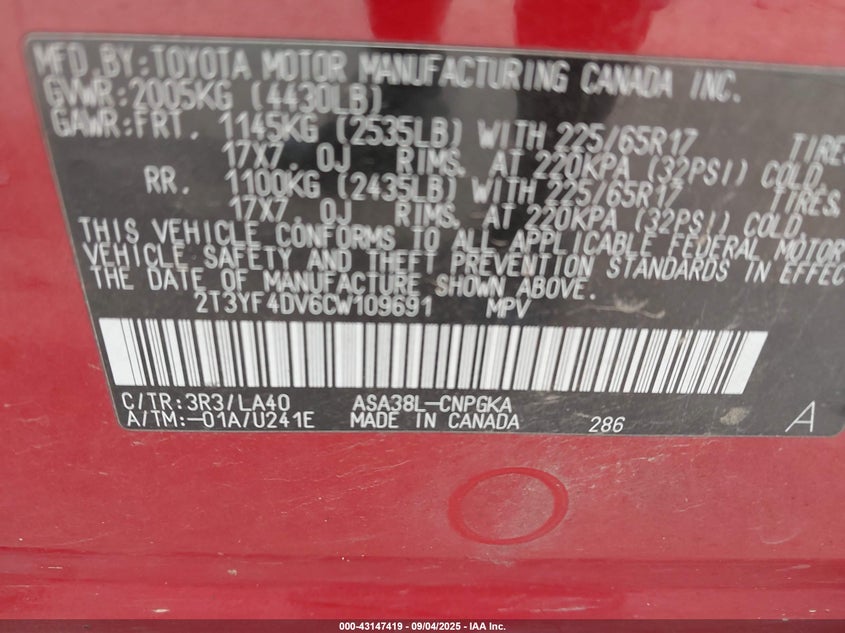 MFD BY:TOYOTA MOTOR MANUFACTURING CANADA INC.
GVWR:2005KG (4430LB)
GAWR:FRT. 1145KG (2535LB) WITH 225/65R17 TIRES
17X7.0J RIMS. AT 220KPA (32PSI) COLD.
RR. 1100KG (2435LB) WITH 225/65R17 TIRES.
17X7.0J RIMS. AT 220KPA (32PSI) COLD.
THIS VEHICLE CONFORMS TO ALL APPLICABLE FEDERAL MOTOR
VEHICLE SAFETY AND THEFT PREVENTION STANDARDS IN EFFEC
THE DATE OF MANUFACTURE SHOWN ABOVE.
2T3YF4DV6CW109691 MPV
C/TR:3R3/LA40 ASA38L-CNPGKA
A/TM:-01A/U241E MADE IN CANADA 286 A
000-43147419 - 09/04/2025 - IAA Inc.